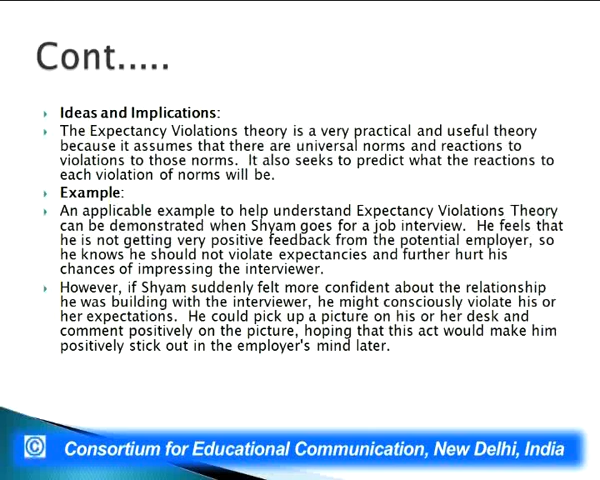 Cont.....
Ideas and Implications:
The Expectancy Violations theory is a very practical and useful theory
because it assumes that there are universal norms and reactions to
violations to those norms. It also seeks to predict what the reactions to
each violation of norms will be.
Example:
An applicable example to help understand Expectancy Violations Theory
can be demonstrated when Shyam goes for a job interview. He feels that
he is not getting very positive feedback from the potential employer, so
he knows he should not violate expectancies and further hurt his
chances of impressing the interviewer.
However, if Shyam suddenly felt more confident about the relationship
he was building with the interviewer, he might consciously violate his or
her expectations. He could pick up a picture on his or her desk and
comment positively on the picture, hoping that this act would make him
positively stick out in the employer's mind later.
© Consortium for Educational Communication, New Delhi, India